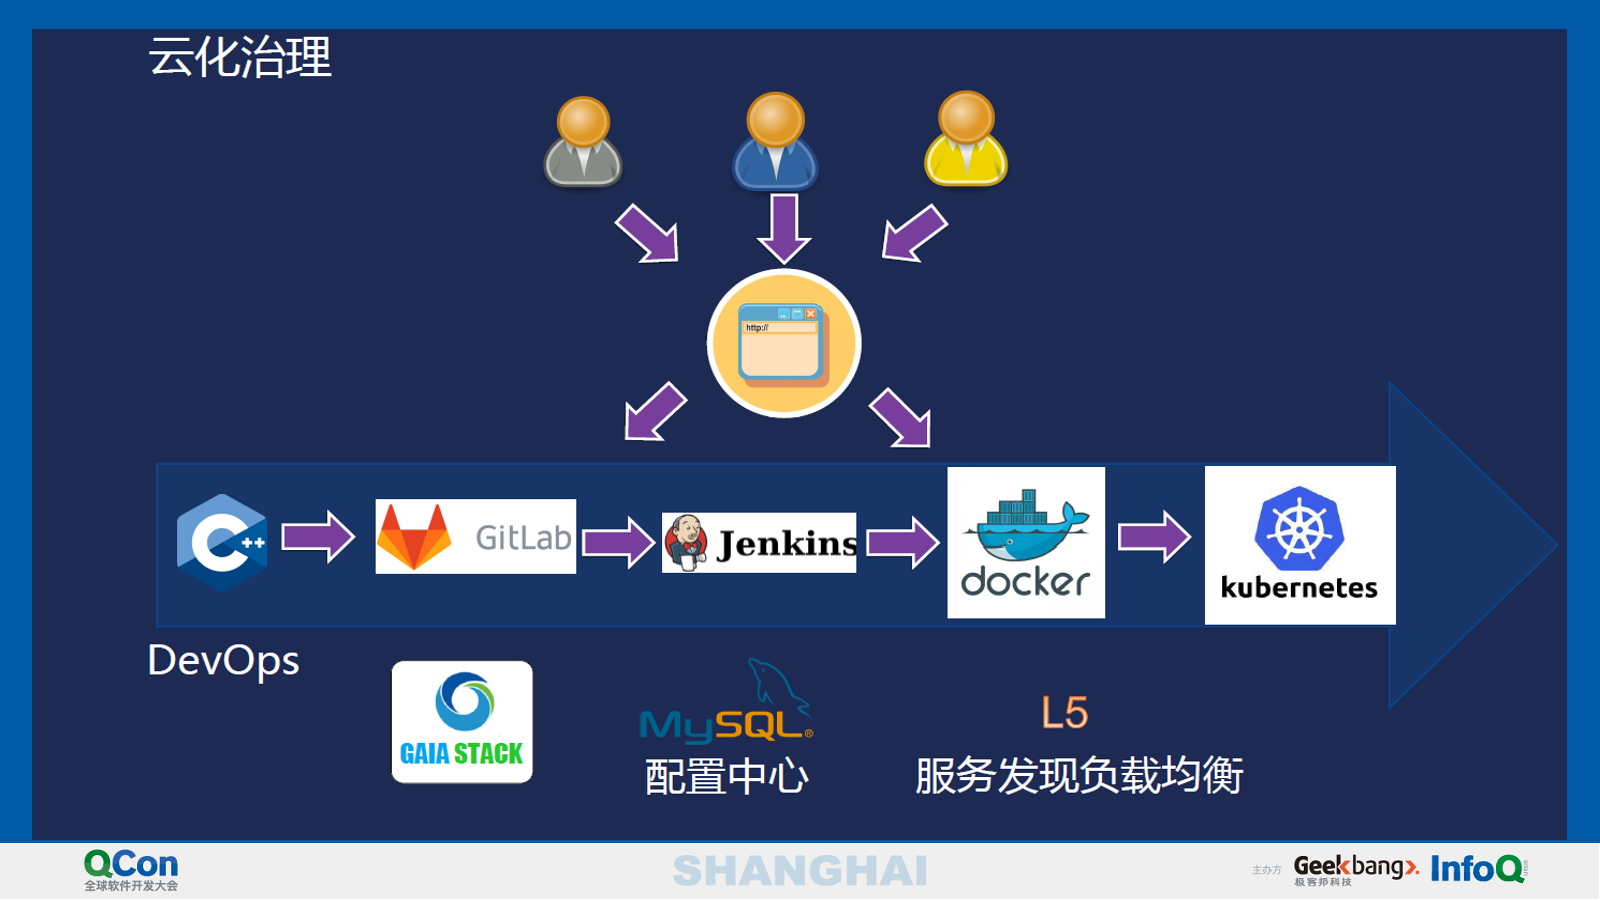 云化治理
http://
C++
GitLab
Jenkins
docker
kubernetes
DevOps
GAIA STACK
MySQL®
配置中心
L5
服务发现负载均衡
QCon
全球软件开发大会
SHANGHAI
主办方
Geekbang>.
极客邦科技
InfoQ